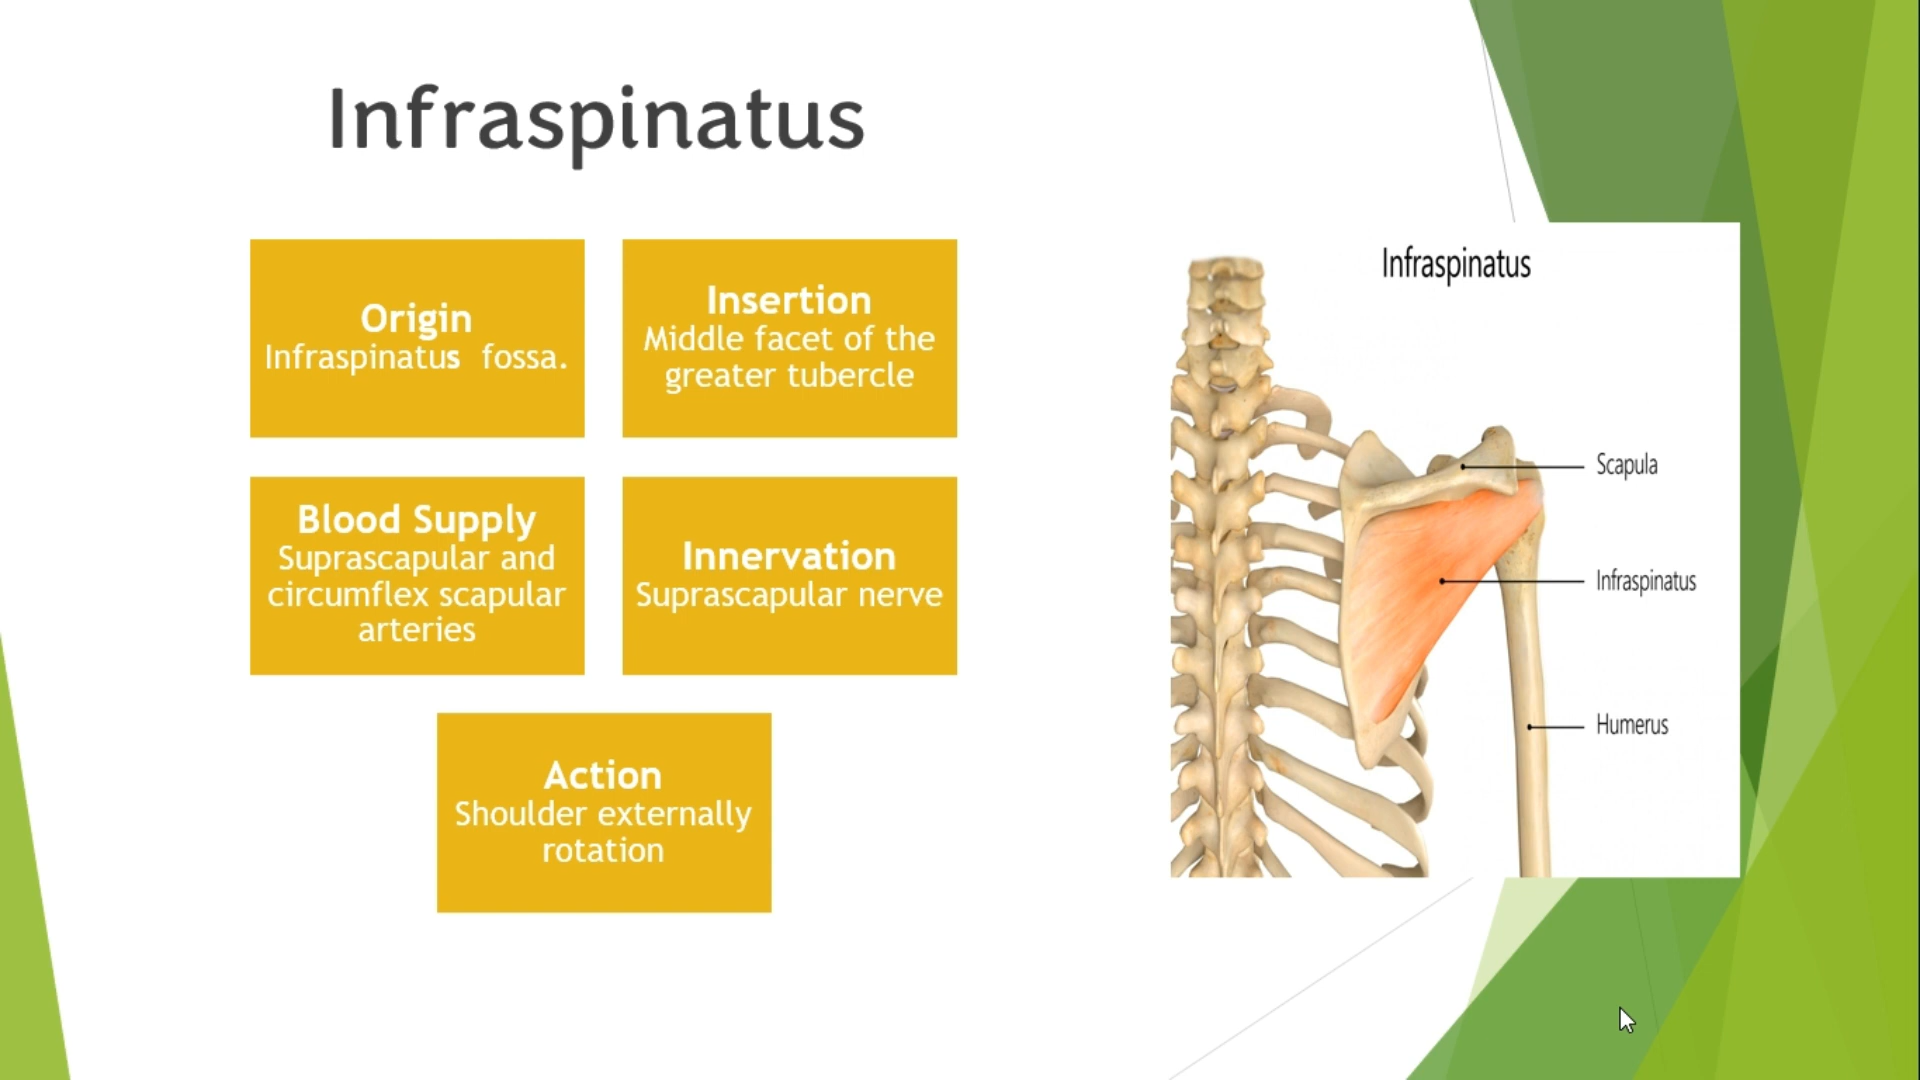 Infraspinatus
Origin
Infraspinatus  fossa.
Insertion
Middle facet of the
greater tubercle
Blood Supply
Suprascapular and
circumflex scapular
arteries
Innervation
Suprascapular nerve
Action
Shoulder externally
rotation
Infraspinatus
Scapula
Infraspinatus
Humerus